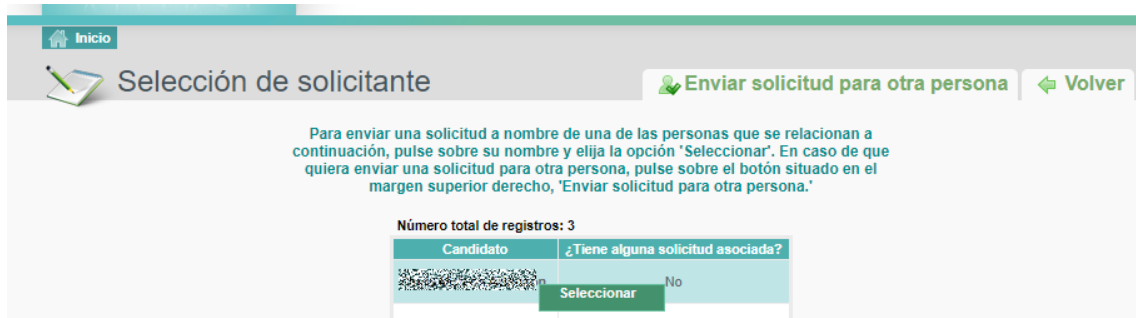 Inicio
Selección de solicitante
Enviar solicitud para otra persona
Volver
Para enviar una solicitud a nombre de una de las personas que se relacionan a
continuación, pulse sobre su nombre y elija la opción 'Seleccionar'. En caso de que
quiera enviar una solicitud para otra persona, pulse sobre el botón situado en el
margen superior derecho, 'Enviar solicitud para otra persona.'
Número total de registros: 3
Candidato ¿Tiene alguna solicitud asociada?
No
Seleccionar